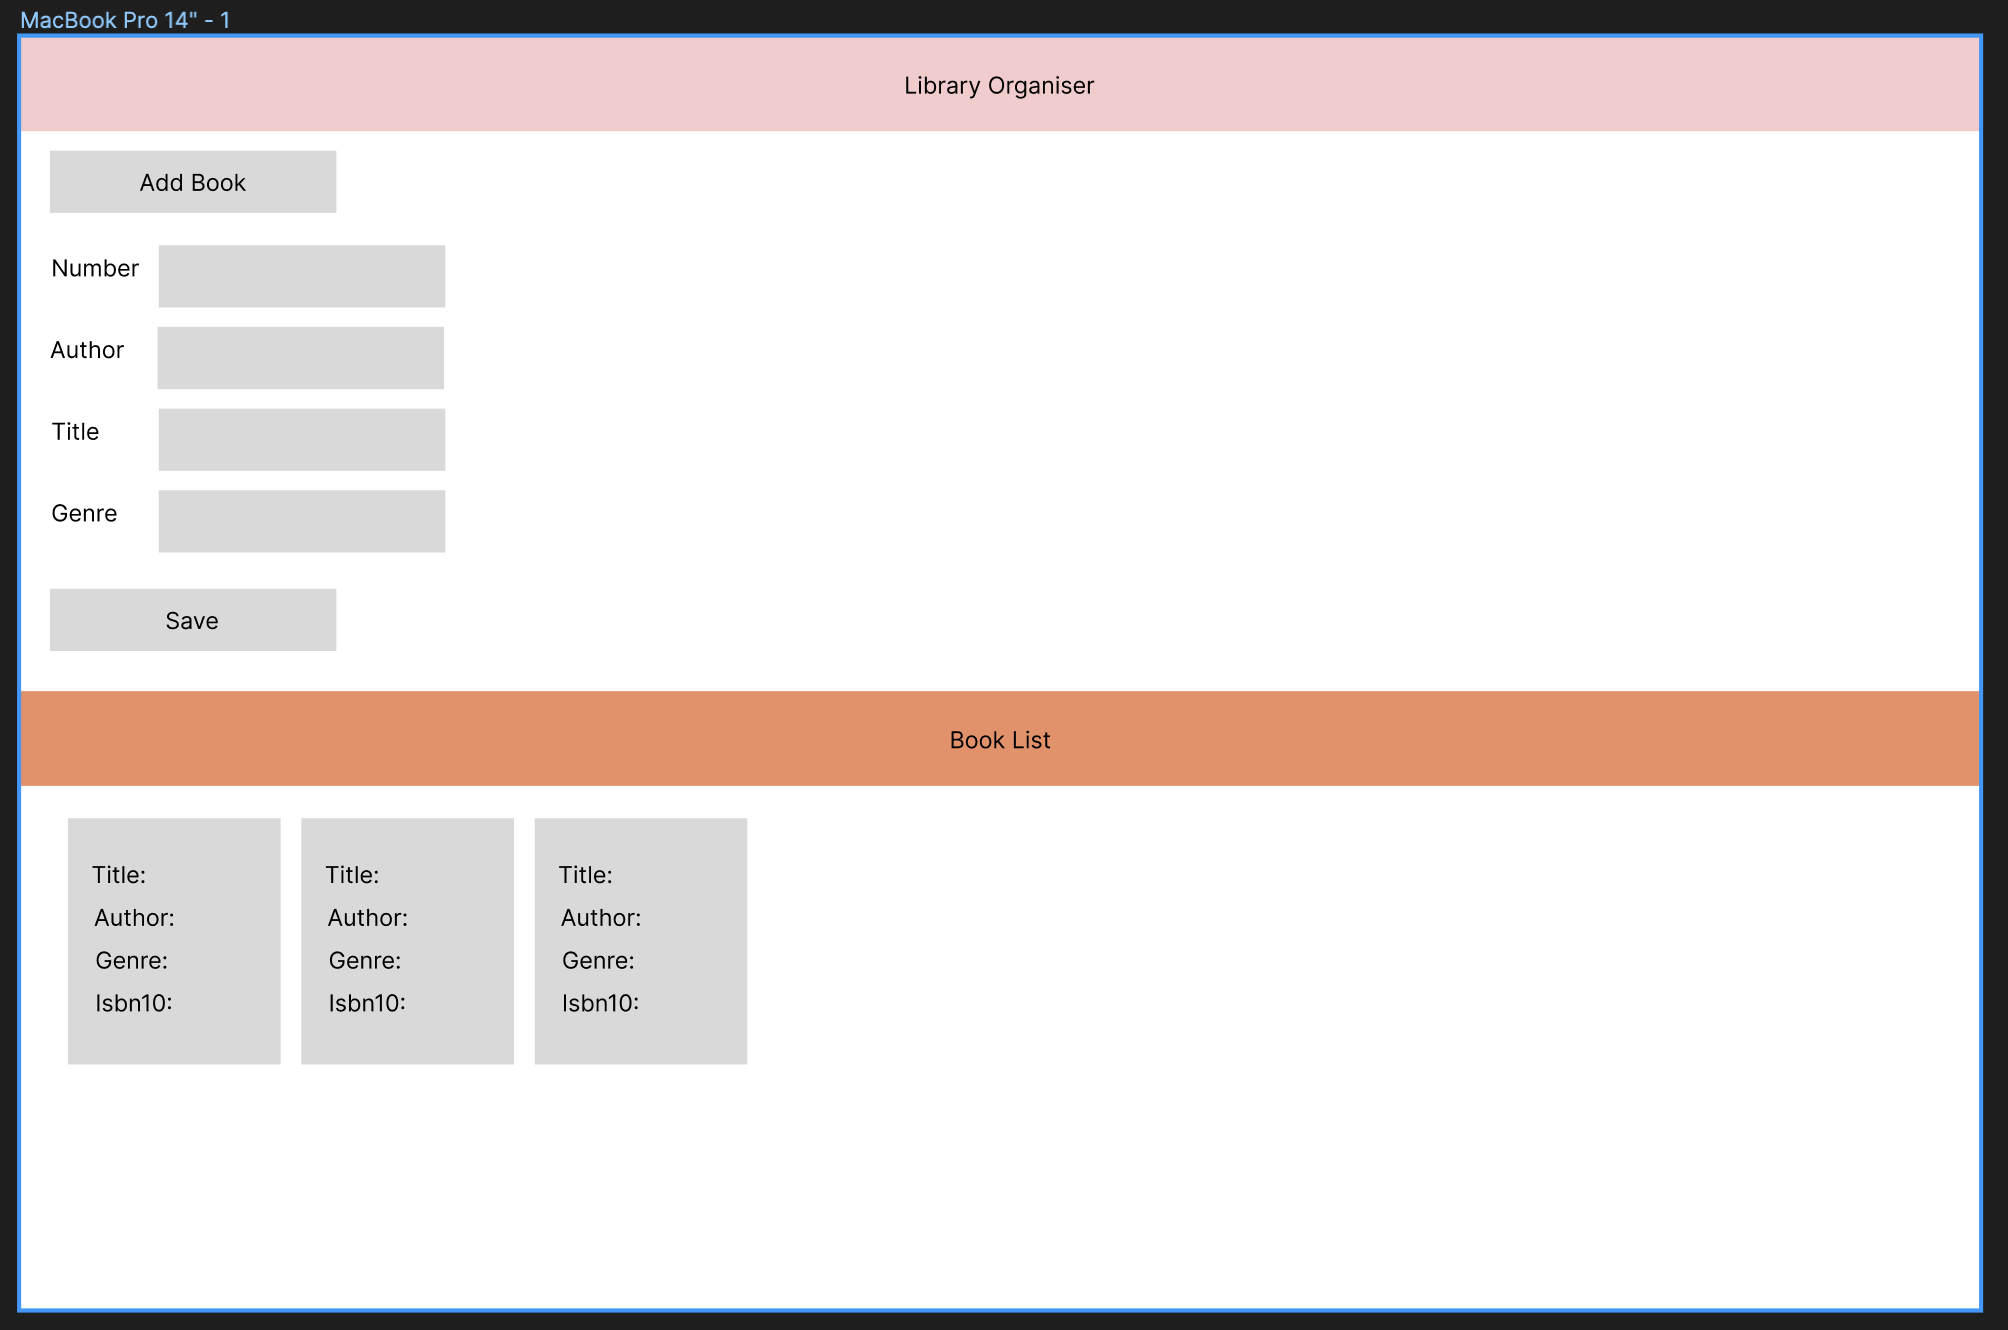 MacBook Pro 14" - 1
Library Organiser
Add Book
Number
Author
Title
Genre
Save
Book List
Title:
Author:
Genre:
Isbn10:
Title:
Author:
Genre:
Isbn10:
Title:
Author:
Genre:
Isbn10: